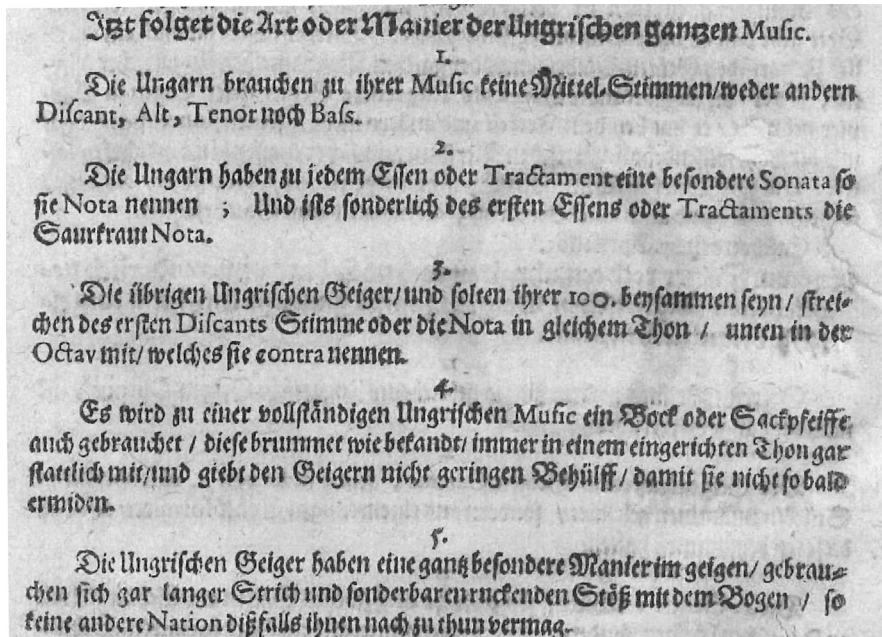 Jtzt folget die Art oder Manier der Ungrischen gantzen Music.
1.
Die Ungarn brauchen zu ihrer Music keine Mittel-Stimmen/weder andern
Discant, Alt, Tenor noch Bass.
2.
Die Ungarn haben zu jedem Essen oder Tractament eine besondere Sonata so
sie Nota nennen ; Und ists sonderlich des ersten Essens oder Tractaments die
Saurkraut Nota.
3.
Die übrigen Ungrischen Geiger/und solten ihrer 100. beysammen seyn/ strei-
chen des ersten Discants Stimme oder die Nota in gleichem Thon / unten in der
Octav mit/ welches sie contra nennen.
4.
Es wird zu einer vollständigen Ungrischen Music ein Bock oder Sackpfeiffe
auch gebrauchet / diese brummet wie bekandt/ immer in einem eingerichten Thon gar
stattlich mit/und giebt den Geigern nicht geringen Behülff/ damit sie nicht so bald
ermiden.
5.
Die Ungrischen Geiger haben eine gantz besondere Manier im geigen/ gebrau-
chen sich gar langer Strich und sonderbaren ruckenden Stöß mit dem Bogen / so
keine andere Nation dißfalls ihnen nach zu thun vermag.